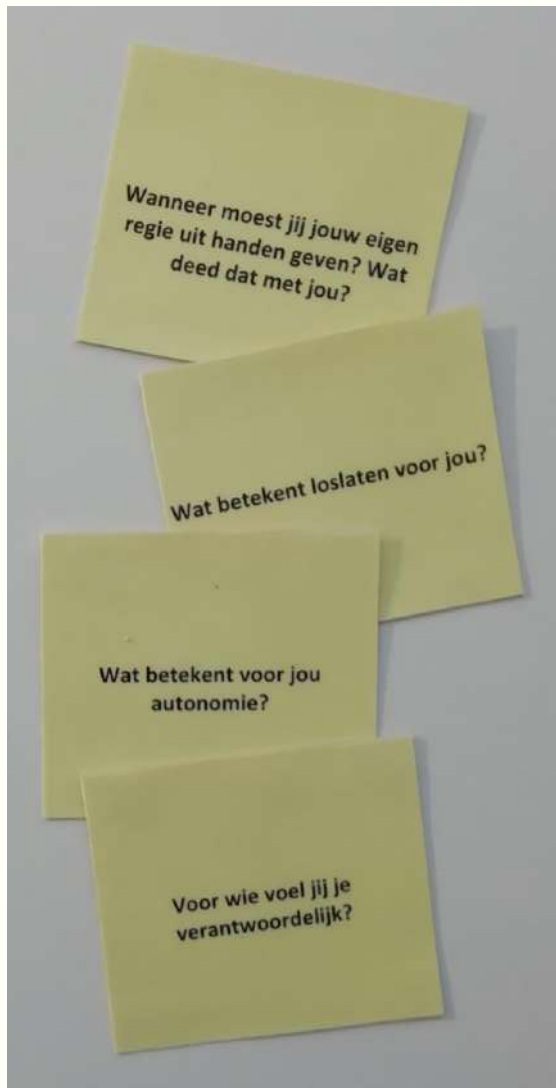 Wanneer moest jij jouw eigen
regie uit handen geven? Wat
deed dat met jou?
Wat betekent loslaten voor jou?
Wat betekent voor jou
autonomie?
Voor wie voel jij je
verantwoordelijk?